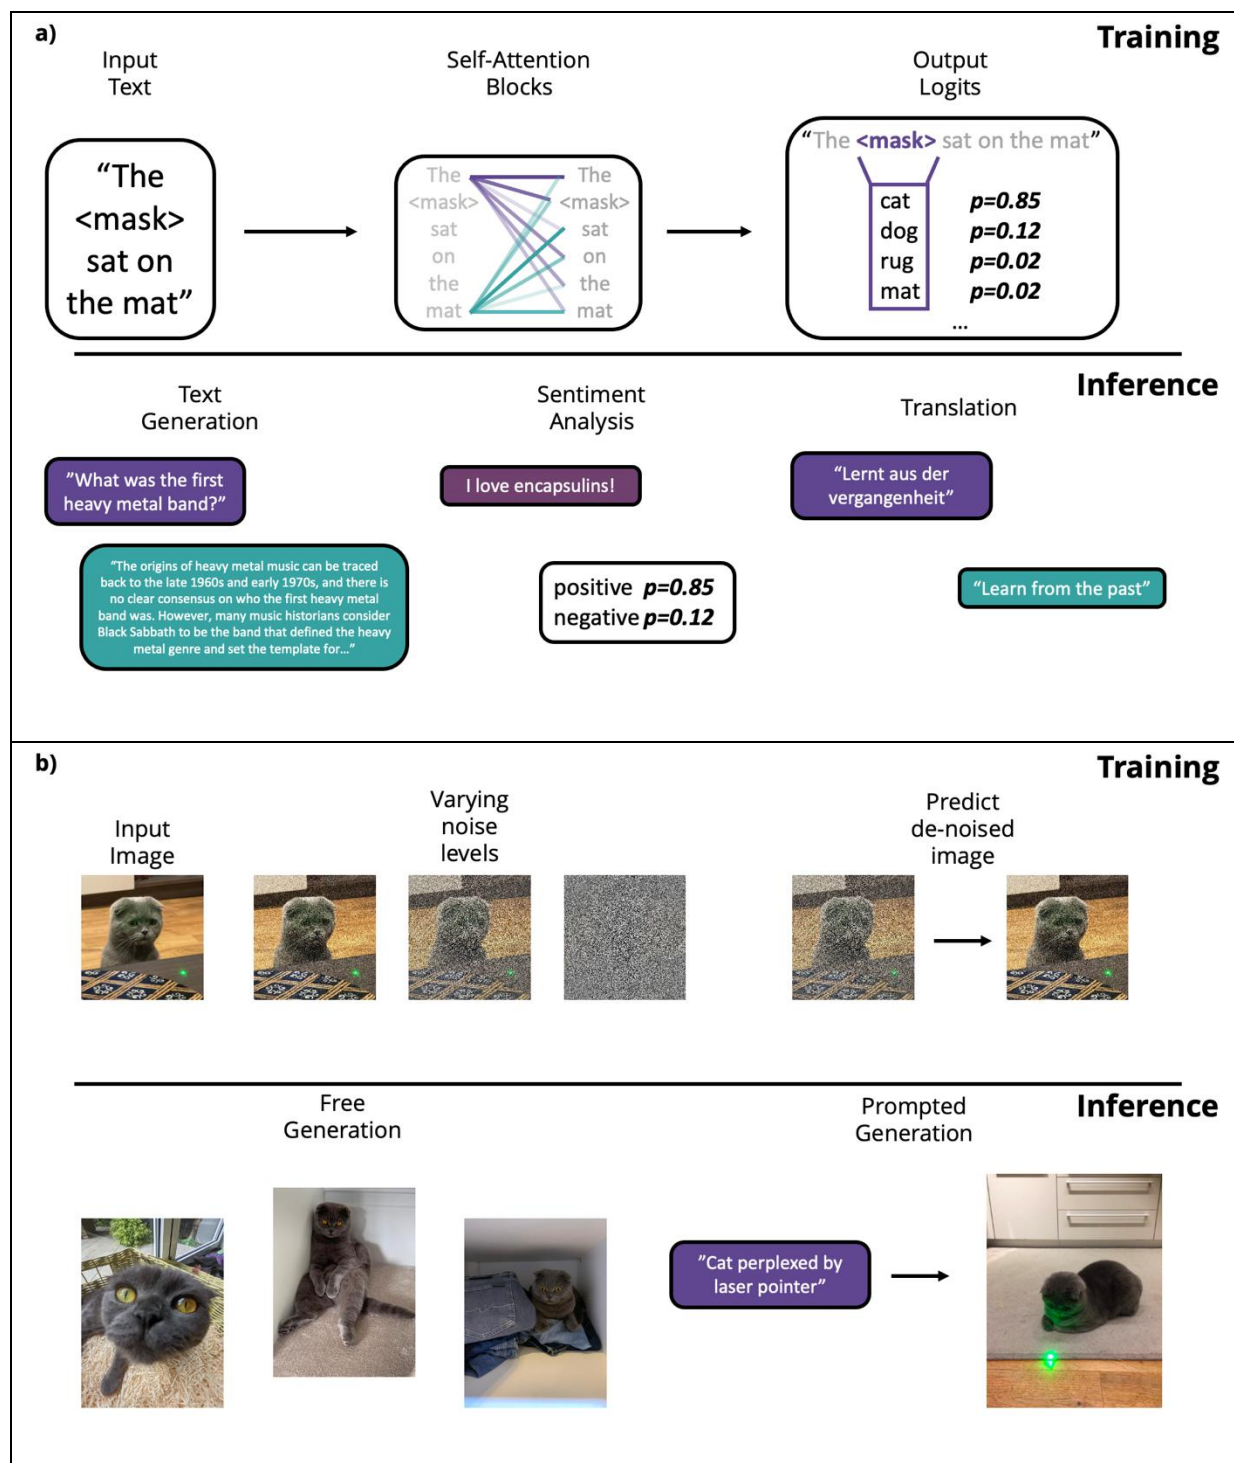 a)
Training
Input
Text
Self-Attention
Blocks
Output
Logits
“The
<mask>
sat on
the mat”
The
<mask>
sat
on
the
mat
The
<mask>
sat
on
the
mat
“The <mask> sat on the mat”
cat p=0.85
dog p=0.12
rug p=0.02
mat p=0.02
...
Inference
Text
Generation
Sentiment
Analysis
Translation
”What was the first
heavy metal band?”
“The origins of heavy metal music can be traced
back to the late 1960s and early 1970s, and there is
no clear consensus on who the first heavy metal
band was. However, many music historians consider
Black Sabbath to be the band that defined the heavy
metal genre and set the template for…”
I love encapsulins!
positive p=0.85
negative p=0.12
“Lernt aus der
vergangenheit”
“Learn from the past”
b)
Training
Input
Image
Varying
noise
levels
Predict
de-noised
image
Inference
Free
Generation
Prompted
Generation
”Cat perplexed by
laser pointer”